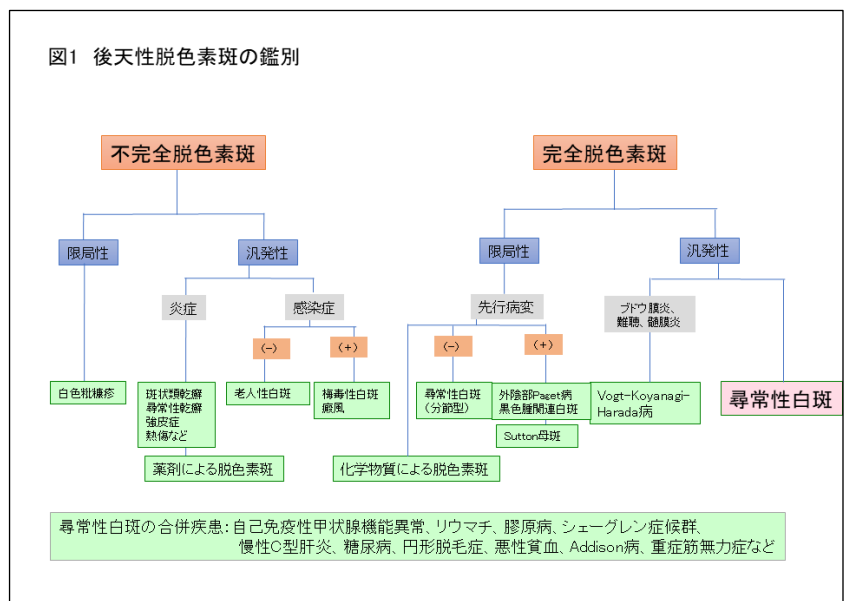 図1 後天性脱色素斑の鑑別
不完全脱色素斑
完全脱色素斑
限局性
汎発性
限局性
汎発性
炎症
感染症
先行病変
ブドウ膜炎、
難聴、髄膜炎
(-)
(+)
(-)
(+)
白色粃糠疹
斑状類乾癬
尋常性乾癬
強皮症
熱傷など
老人性白斑
梅毒性白斑
癜風
尋常性白斑
(分節型)
外陰部Paget病
黒色腫関連白斑
Sutton母斑
Vogt-Koyanagi-
Harada病
尋常性白斑
薬剤による脱色素斑
化学物質による脱色素斑
尋常性白斑の合併疾患：自己免疫性甲状腺機能異常、リウマチ、膠原病、シェーグレン症候群、
慢性C型肝炎、糖尿病、円形脱毛症、悪性貧血、Addison病、重症筋無力症など